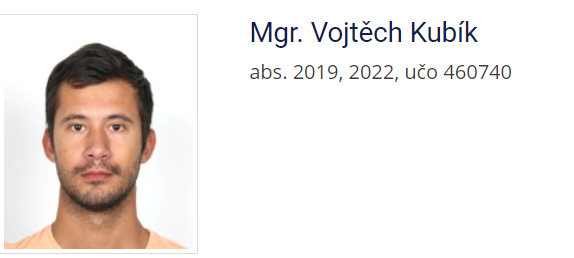 Mgr. Vojtěch Kubík
abs. 2019, 2022, učo 460740